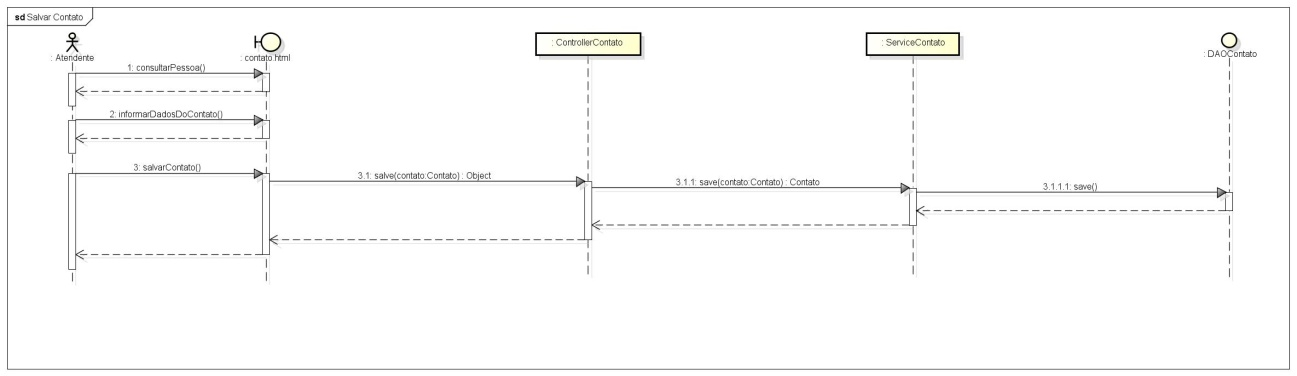 sd Salvar Contato
: Atendente
: contato.html
: ControllerContato
: ServiceContato
: DAOContato
1: consultarPessoa()
2: informarDadosDoContato()
3: salvarContato()
3.1: salve(contato:Contato) : Object
3.1.1: save(contato:Contato) : Contato
3.1.1.1: save()